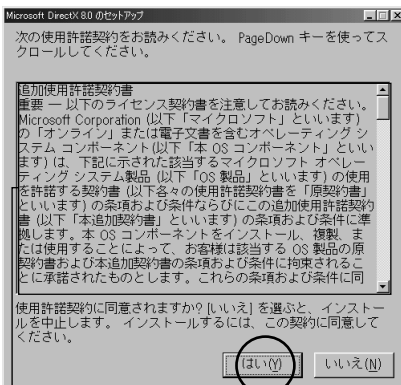 Microsoft DirectX 8.0 のセットアップ
次の使用許諾契約をお読みください。 PageDown キーを使ってス
クロールしてください。
追加使用許諾契約書
重要 — 以下のライセンス契約書を注意してお読みください。
Microsoft Corporation (以下「マイクロソフト」といいます)
の「オンライン」または電子文書を含むオペレーティング シ
ステム コンポーネント (以下「本 OS コンポーネント」といい
ます) は、下記に示された該当するマイクロソフト オペレー
ティング システム製品 (以下「OS 製品」といいます) の使用
を許諾する契約書 (以下各々の使用許諾契約書を「原契約書」
といいます) の条項および条件ならびにこの追加使用許諾契約
書 (以下「本追加契約書」といいます) の条項および条件に準
拠します。本 OS コンポーネントをインストール、複製、ま
たは使用することによって、お客様は該当する OS 製品の原
契約書および本追加契約書の条項および条件に拘束されるこ
とに承諾されたものとします。これらの条項および条件に同
使用許諾契約に同意されますか? [いいえ] を選ぶと、インストー
ルを中止します。 インストールするには、この契約に同意して
ください。
はい(Y)
いいえ(N)